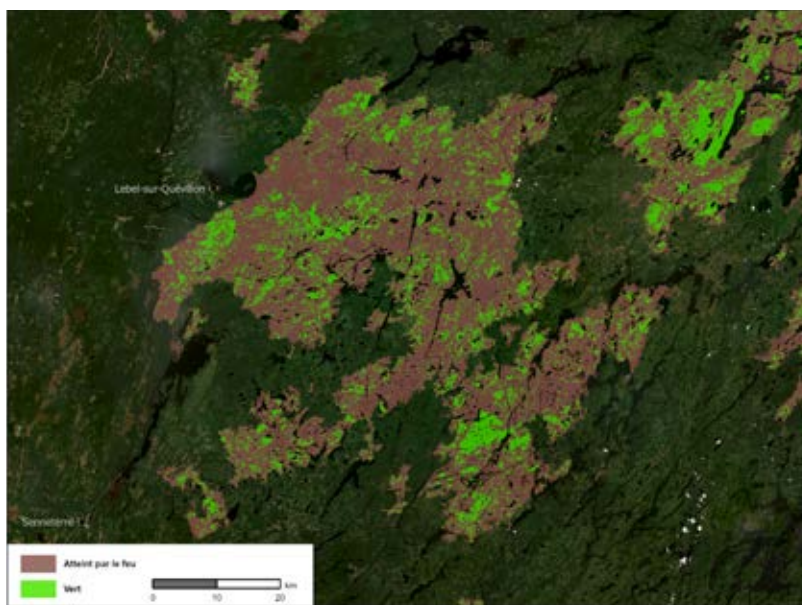 Lebel-sur-Quévillon
Senneterre
Atteint par le feu
Vert
km
0 10 20